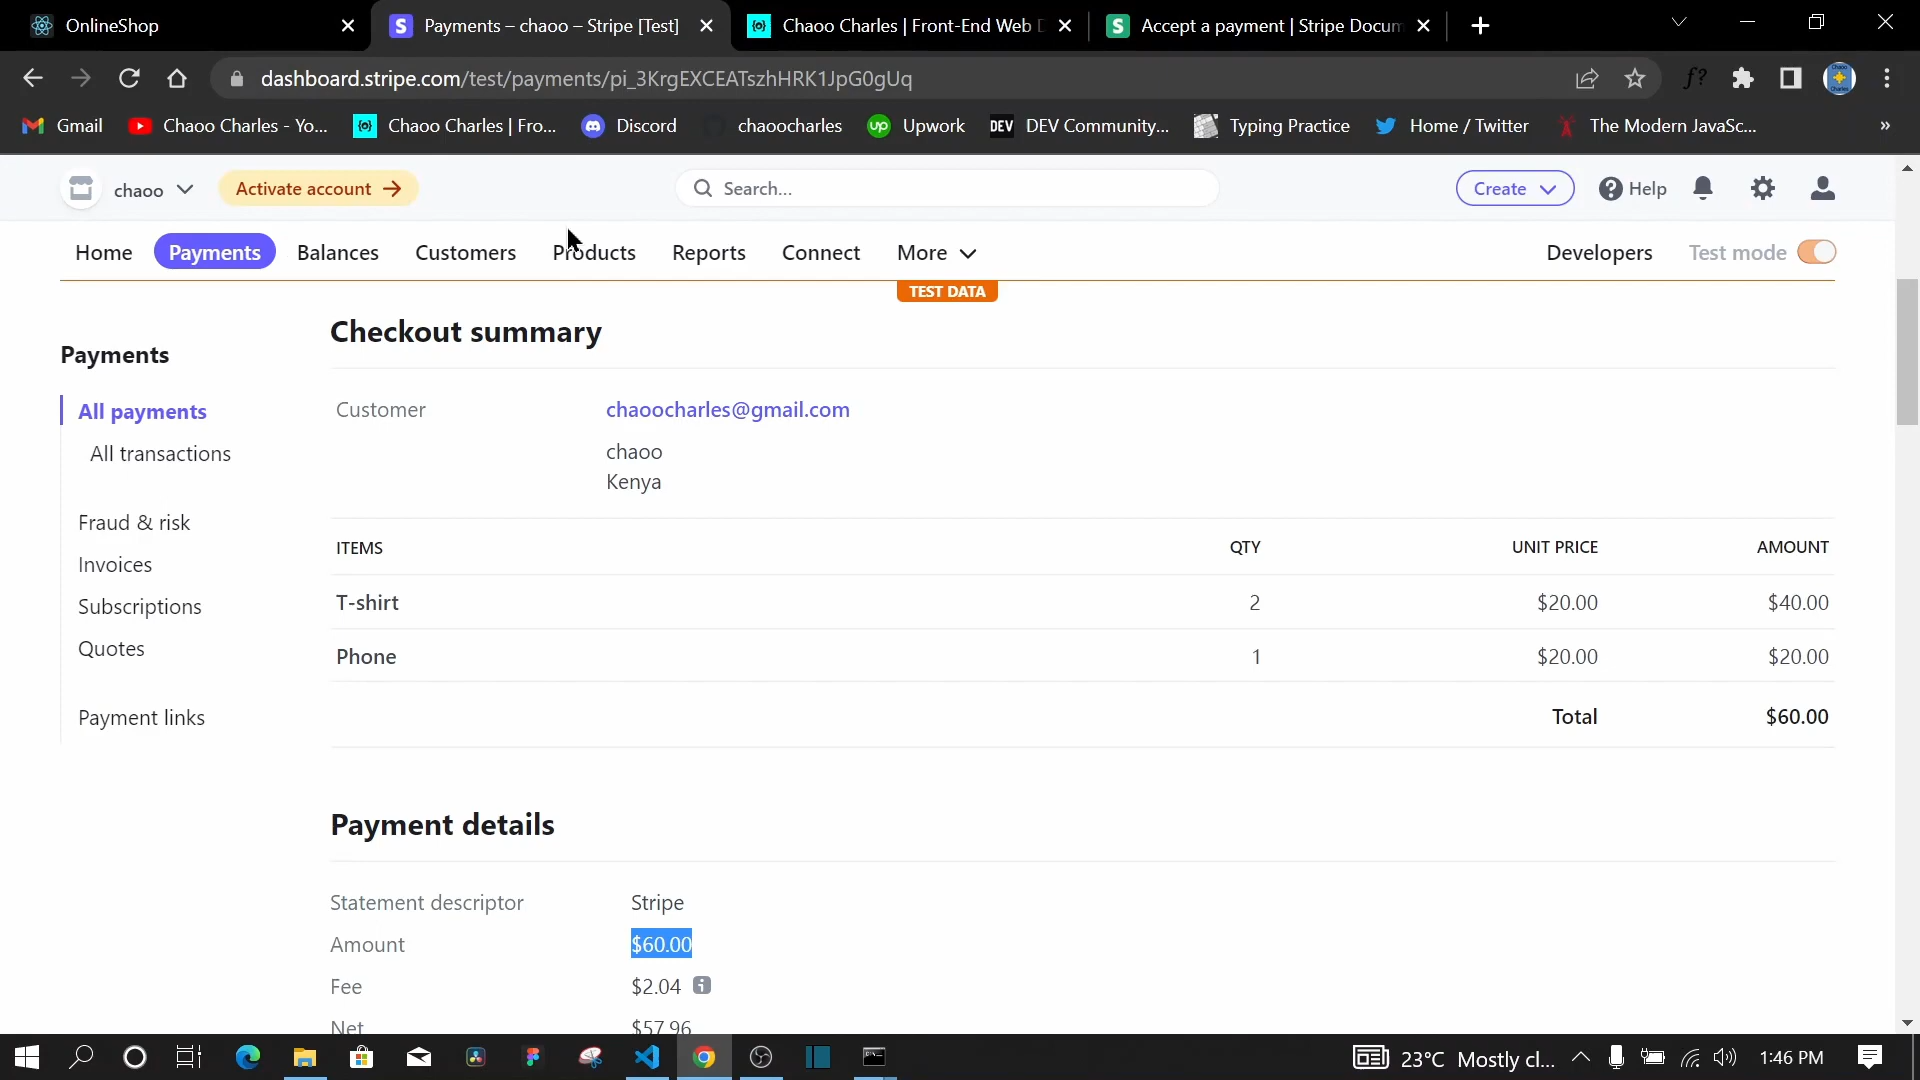 OnlineShop
Payments – chaoo – Stripe [Test]
Chaoo Charles | Front-End Web D
Accept a payment | Stripe Docum
dashboard.stripe.com/test/payments/pi_3KrgEXCEATszhHRK1JpG0gUq
f?
Gmail
Chaoo Charles - Yo...
Chaoo Charles | Fro...
Discord
chaoocharles
up
Upwork
DEV
DEV Community...
Typing Practice
Home / Twitter
The Modern JavaSc...
»
chaoo
Activate account
Search...
Create
Help
Home
Payments
Balances
Customers
Products
Reports
Connect
More
Developers
Test mode
TEST DATA
Checkout summary
Payments
Customer chaoocharles@gmail.com
All payments
chaoo
All transactions
Kenya
Fraud & risk
ITEMS QTY UNIT PRICE AMOUNT
Invoices
T-shirt 2 $20.00 $40.00
Subscriptions
Quotes
Phone 1 $20.00 $20.00
Payment links
Total $60.00
Payment details
Statement descriptor Stripe
Amount $60.00
Fee $2.04
Net $57.96
23°C Mostly cl...
1:46 PM